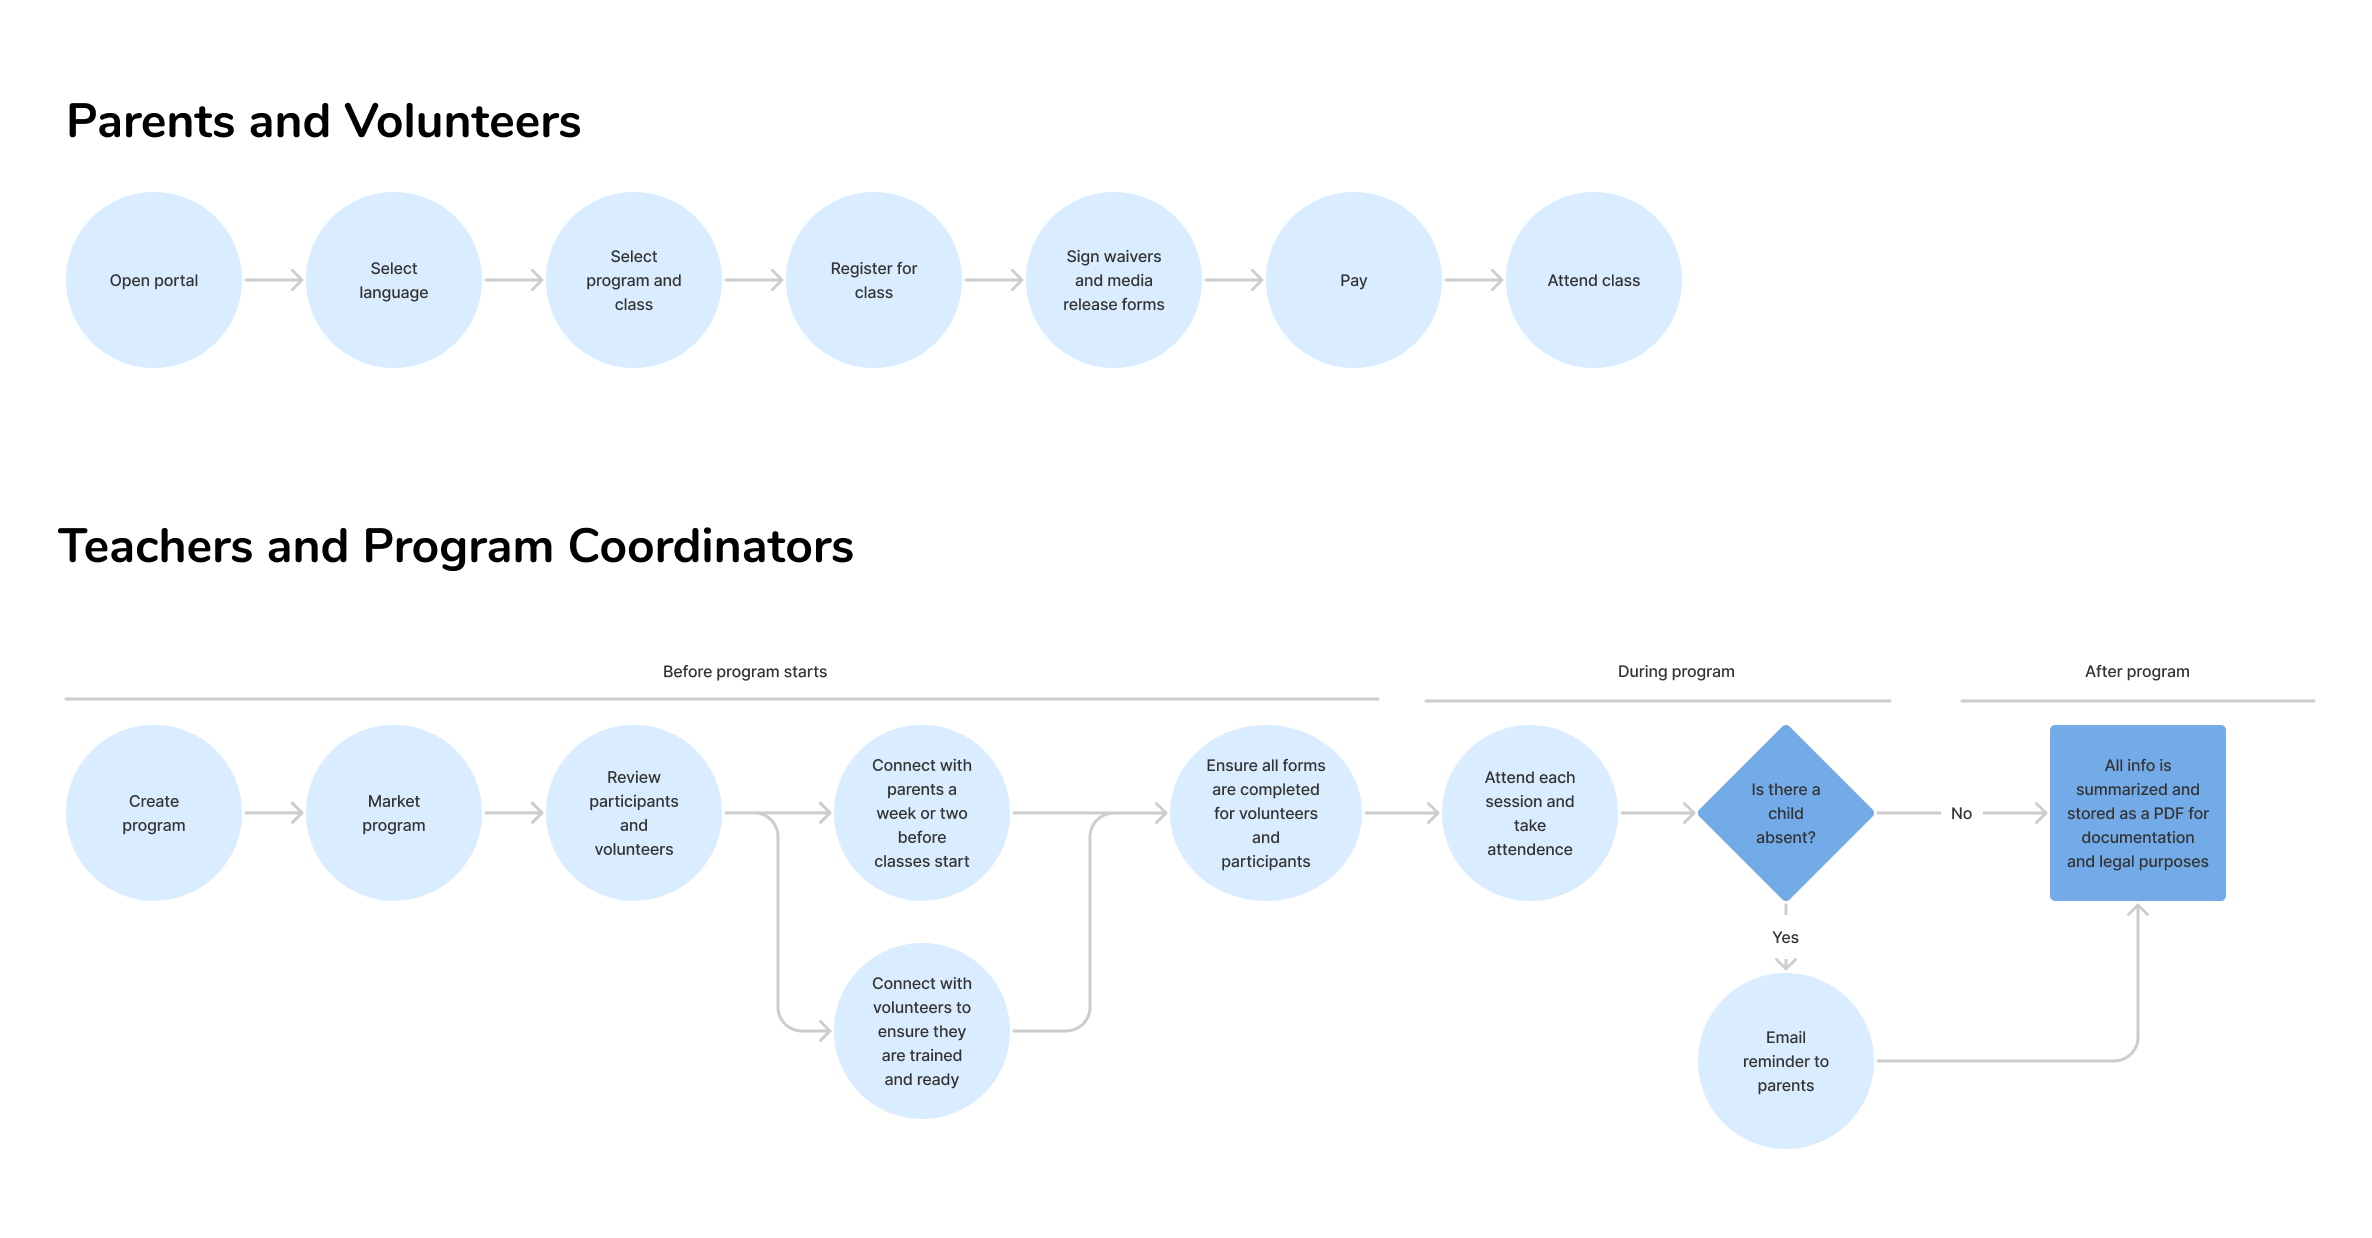 Parents and Volunteers
Open portal
Select
language
Select
program and
class
Register for
class
Sign waivers
and media
release forms
Pay
Attend class
Teachers and Program Coordinators
Before program starts
During program
After program
Create
program
Market
program
Review
participants
and
volunteers
Connect with
parents a
week or two
before
classes start
Connect with
volunteers to
ensure they
are trained
and ready
Ensure all forms
are completed
for volunteers
and
participants
Attend each
session and
take
attendence
Is there a
child
absent?
No
Yes
Email
reminder to
parents
All info is
summarized and
stored as a PDF for
documentation
and legal purposes